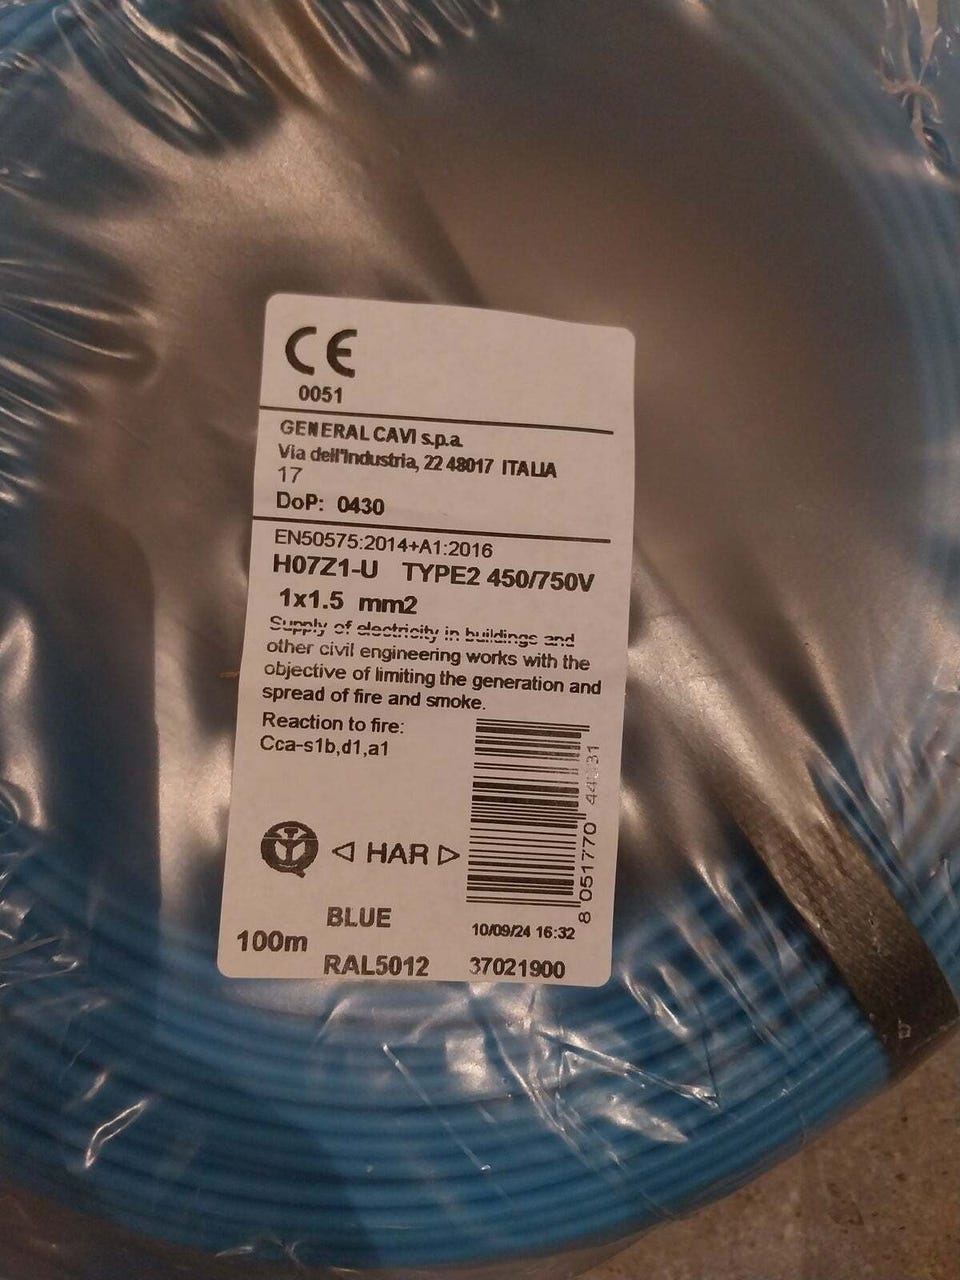 CE
0051
GENERAL CAVI s.p.a
Via dell'Industria, 22 48017 ITALIA
17
DoP: 0430
EN50575:2014+A1:2016
H07Z1-U TYPE2 450/750V
1x1.5 mm2
Supply of electricity in buildings and
other civil engineering works with the
objective of limiting the generation and
spread of fire and smoke.
Reaction to fire:
Cca-s1b,d1,a1
◁ HAR ▷
8 051770
BLUE
10/09/24 16:32
100m
RAL5012 37021900